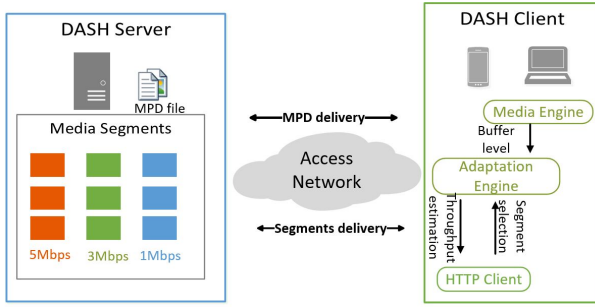 DASH Server
MPD file
Media Segments
5Mbps
3Mbps
1Mbps
MPD delivery
Access
Network
Segments delivery
DASH Client
Media Engine
Buffer
level
Adaptation
Engine
Throughput
estimation
Segment
selection
HTTP Client